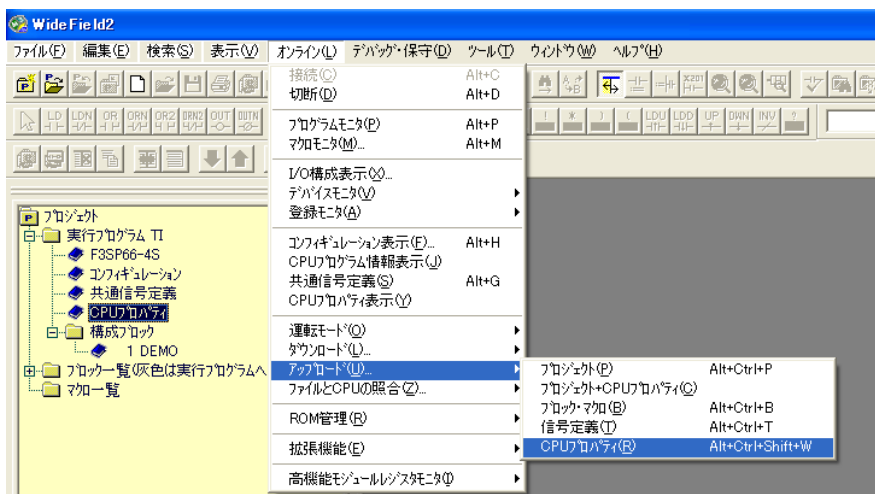 WideField2
ﾌｧｲﾙ(F) 編集(E) 検索(S) 表示(V) ｵﾝﾗｲﾝ(L) ﾃﾞﾊﾞｯｸﾞ･保守(D) ﾂｰﾙ(T) ｳｨﾝﾄﾞｳ(W) ﾍﾙﾌﾟ(H)
LD LDN OR ORN OR2 ORN2 OUT OUTN
LDU LDD UP DWN INV ?
接続(C) Alt+C
切断(D) Alt+D
ﾌﾟﾛｸﾞﾗﾑﾓﾆﾀ(P) Alt+P
ﾏｸﾛﾓﾆﾀ(M)... Alt+M
I/O構成表示(X)...
ﾃﾞﾊﾞｲｽﾓﾆﾀ(V)
登録ﾓﾆﾀ(A)
ｺﾝﾌｨｷﾞｭﾚｰｼｮﾝ表示(F)... Alt+H
CPUﾌﾟﾛｸﾞﾗﾑ情報表示(J)
共通信号定義(S) Alt+G
CPUﾌﾟﾛﾊﾟﾃｨ表示(Y)
運転ﾓｰﾄﾞ(O)
ﾀﾞｳﾝﾛｰﾄﾞ(L)...
ｱｯﾌﾟﾛｰﾄﾞ(U)...
ﾌｧｲﾙとCPUの照合(Z)...
ROM管理(R)
拡張機能(E)
高機能ﾓｼﾞｭｰﾙﾚｼﾞｽﾀﾓﾆﾀ(I)
ﾌﾟﾛｼﾞｪｸﾄ(P) Alt+Ctrl+P
ﾌﾟﾛｼﾞｪｸﾄ+CPUﾌﾟﾛﾊﾟﾃｨ(C)
ﾌﾞﾛｯｸ･ﾏｸﾛ(B) Alt+Ctrl+B
信号定義(T) Alt+Ctrl+T
CPUﾌﾟﾛﾊﾟﾃｨ(R) Alt+Ctrl+Shift+W
ﾌﾟﾛｼﾞｪｸﾄ
実行ﾌﾟﾛｸﾞﾗﾑ TI
F3SP66-4S
ｺﾝﾌｨｷﾞｭﾚｰｼｮﾝ
共通信号定義
CPUﾌﾟﾛﾊﾟﾃｨ
構成ﾌﾞﾛｯｸ
1 DEMO
ﾌﾞﾛｯｸ一覧(灰色は実行ﾌﾟﾛｸﾞﾗﾑへ
ﾏｸﾛ一覧